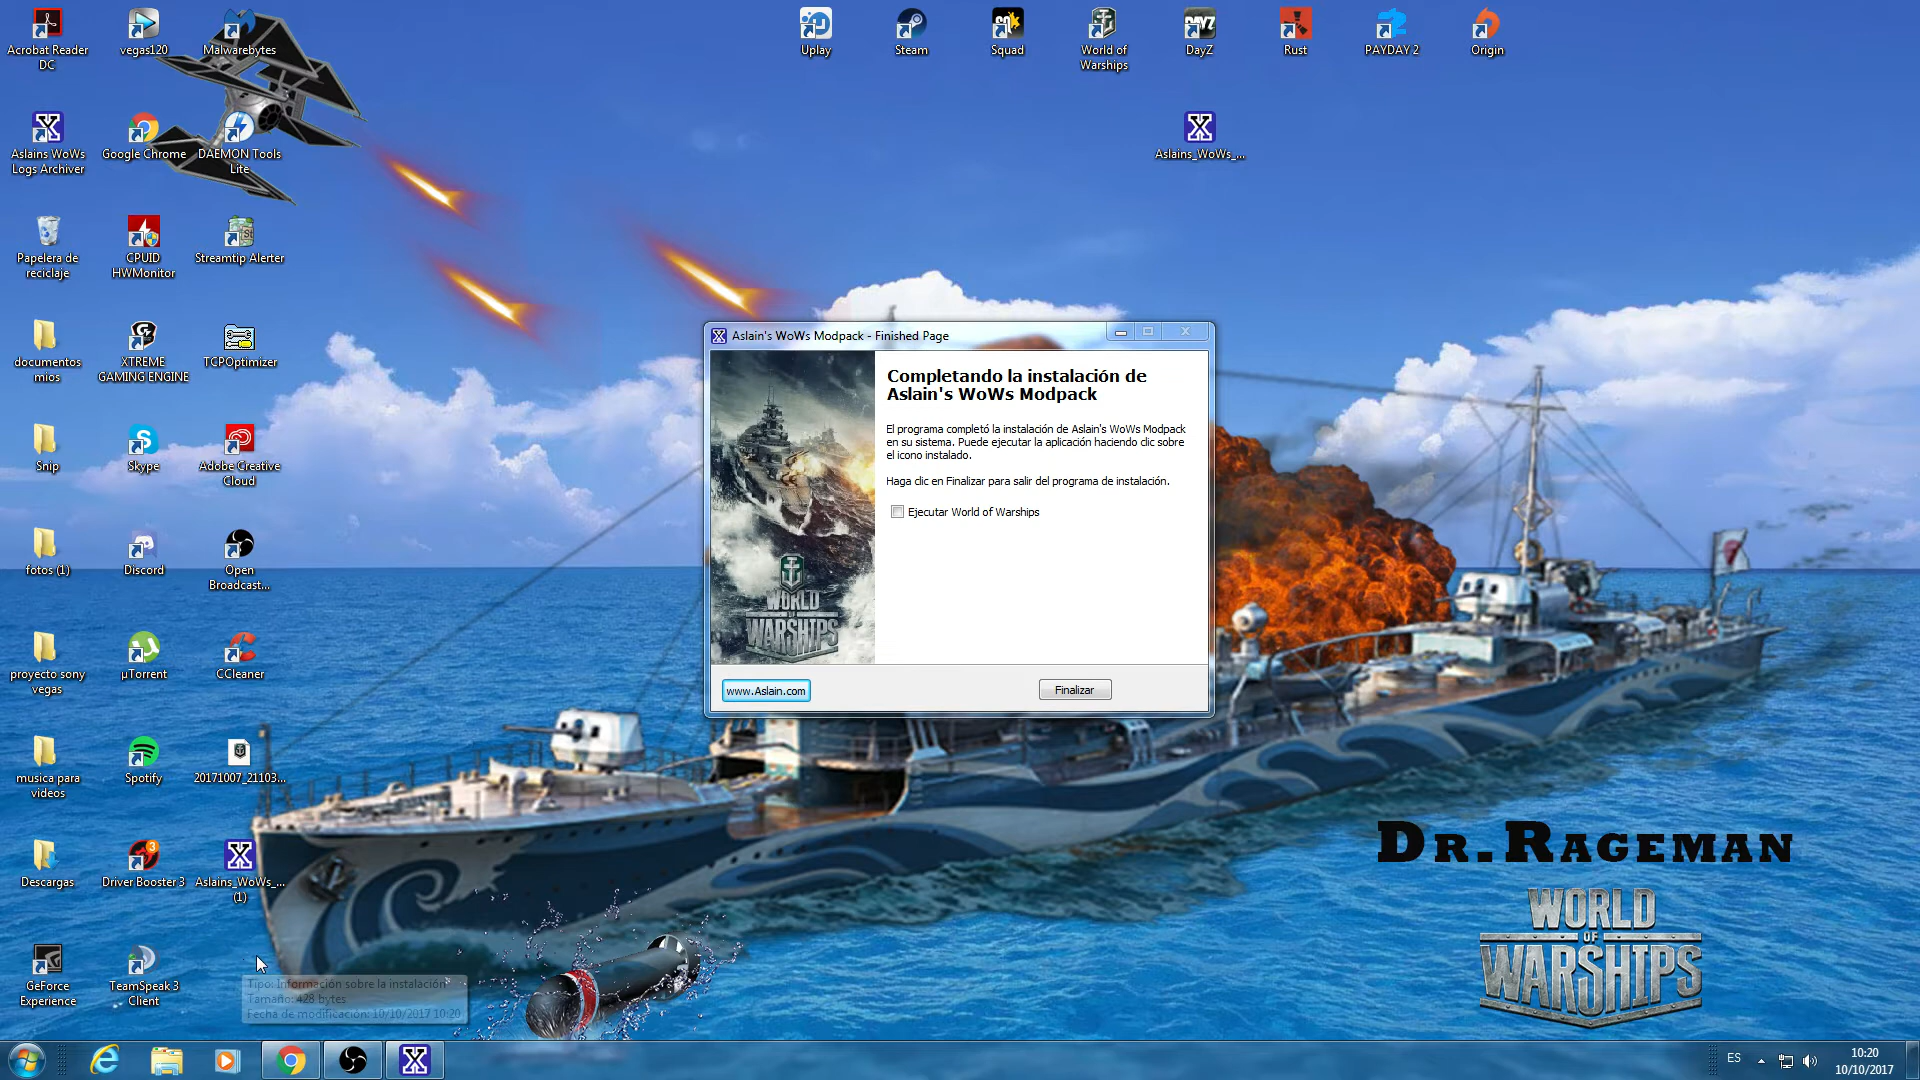 Acrobat Reader
DC
vegas120
Malwarebytes
Uplay
Steam
Squad
World of
Warships
DayZ
Rust
PAYDAY 2
Origin
Aslains WoWs
Logs Archiver
Google Chrome
DAEMON Tools
Lite
Aslains_WoWs_...
Papelera de
reciclaje
CPUID
HWMonitor
Streamtip Alerter
documentos
mios
XTREME
GAMING ENGINE
TCPOptimizer
Snip
Skype
Adobe Creative
Cloud
fotos (1)
Discord
Open
Broadcast...
proyecto sony
vegas
µTorrent
CCleaner
musica para
videos
Spotify
20171007_21103...
Descargas
Driver Booster 3
Aslains_WoWs_...
(1)
GeForce
Experience
TeamSpeak 3
Client
Tipo: Información sobre la instalación
Tamaño: 428 bytes
Fecha de modificación: 10/10/2017 10:20
Aslain's WoWs Modpack - Finished Page
Completando la instalación de
Aslain's WoWs Modpack
El programa completó la instalación de Aslain's WoWs Modpack
en su sistema. Puede ejecutar la aplicación haciendo clic sobre
el icono instalado.
Haga clic en Finalizar para salir del programa de instalación.
Ejecutar World of Warships
WORLD
OF
WARSHIPS
www.Aslain.com
Finalizar
DR.RAGEMAN
WORLD
OF
WARSHIPS
ES
10:20
10/10/2017